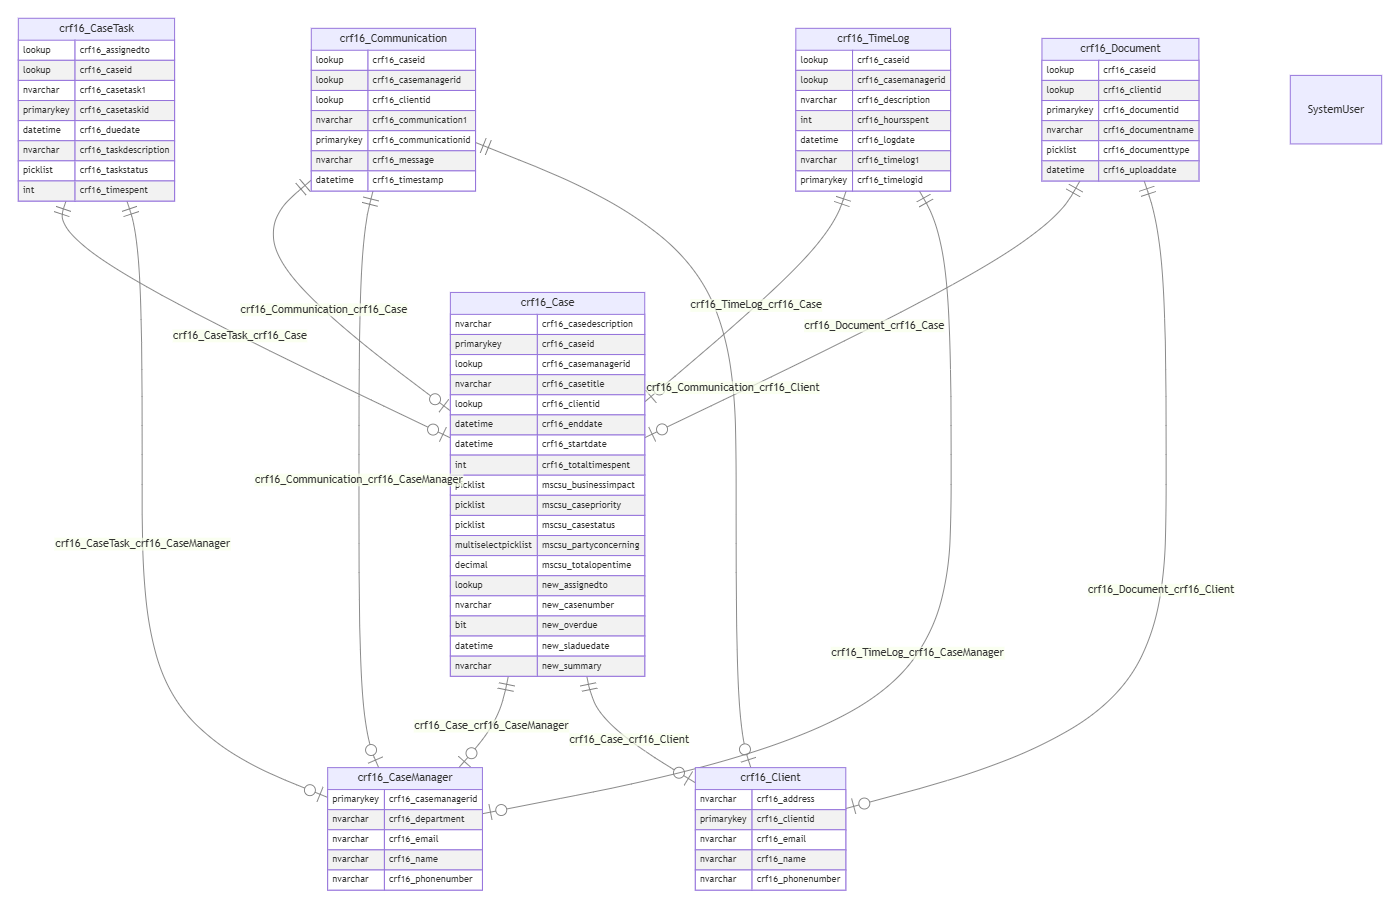 crf16_CaseTask
lookup crf16_assignedto
lookup crf16_caseid
nvarchar crf16_casetask1
primarykey crf16_casetaskid
datetime crf16_duedate
nvarchar crf16_taskdescription
picklist crf16_taskstatus
int crf16_timespent
crf16_Communication
lookup crf16_caseid
lookup crf16_casemanagerid
lookup crf16_clientid
nvarchar crf16_communication1
primarykey crf16_communicationid
nvarchar crf16_message
datetime crf16_timestamp
crf16_TimeLog
lookup crf16_caseid
lookup crf16_casemanagerid
nvarchar crf16_description
int crf16_hoursspent
datetime crf16_logdate
nvarchar crf16_timelog1
primarykey crf16_timelogid
crf16_Document
lookup crf16_caseid
lookup crf16_clientid
primarykey crf16_documentid
nvarchar crf16_documentname
picklist crf16_documenttype
datetime crf16_uploaddate
SystemUser
crf16_Communication_crf16_Case
crf16_CaseTask_crf16_Case
crf16_TimeLog_crf16_Case
crf16_Document_crf16_Case
crf16_Communication_crf16_Client
crf16_Case
nvarchar crf16_casedescription
primarykey crf16_caseid
lookup crf16_casemanagerid
nvarchar crf16_casetitle
lookup crf16_clientid
datetime crf16_enddate
datetime crf16_startdate
int crf16_totaltimespent
picklist mscsu_businessimpact
picklist mscsu_casepriority
picklist mscsu_casestatus
multiselectpicklist mscsu_partyconcerning
decimal mscsu_totalopentime
lookup new_assignedto
nvarchar new_casenumber
bit new_overdue
datetime new_sladuedate
nvarchar new_summary
crf16_Communication_crf16_CaseManager
crf16_CaseTask_crf16_CaseManager
crf16_Document_crf16_Client
crf16_TimeLog_crf16_CaseManager
crf16_Case_crf16_CaseManager
crf16_Case_crf16_Client
crf16_CaseManager
primarykey crf16_casemanagerid
nvarchar crf16_department
nvarchar crf16_email
nvarchar crf16_name
nvarchar crf16_phonenumber
crf16_Client
nvarchar crf16_address
primarykey crf16_clientid
nvarchar crf16_email
nvarchar crf16_name
nvarchar crf16_phonenumber